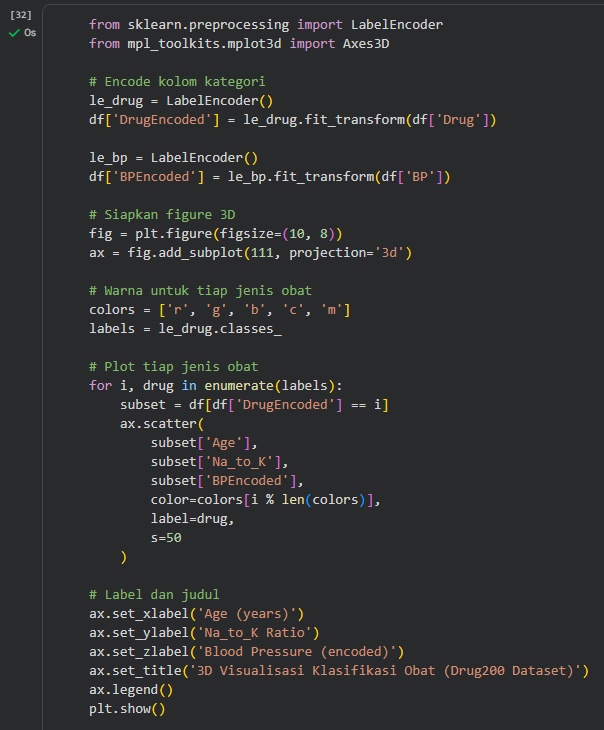 [32]
0s
from sklearn.preprocessing import LabelEncoder
from mpl_toolkits.mplot3d import Axes3D

# Encode kolom kategori
le_drug = LabelEncoder()
df['DrugEncoded'] = le_drug.fit_transform(df['Drug'])

le_bp = LabelEncoder()
df['BPEncoded'] = le_bp.fit_transform(df['BP'])

# Siapkan figure 3D
fig = plt.figure(figsize=(10, 8))
ax = fig.add_subplot(111, projection='3d')

# Warna untuk tiap jenis obat
colors = ['r', 'g', 'b', 'c', 'm']
labels = le_drug.classes_

# Plot tiap jenis obat
for i, drug in enumerate(labels):
    subset = df[df['DrugEncoded'] == i]
    ax.scatter(
        subset['Age'],
        subset['Na_to_K'],
        subset['BPEncoded'],
        color=colors[i % len(colors)],
        label=drug,
        s=50
    )

# Label dan judul
ax.set_xlabel('Age (years)')
ax.set_ylabel('Na_to_K Ratio')
ax.set_zlabel('Blood Pressure (encoded)')
ax.set_title('3D Visualisasi Klasifikasi Obat (Drug200 Dataset)')
ax.legend()
plt.show()